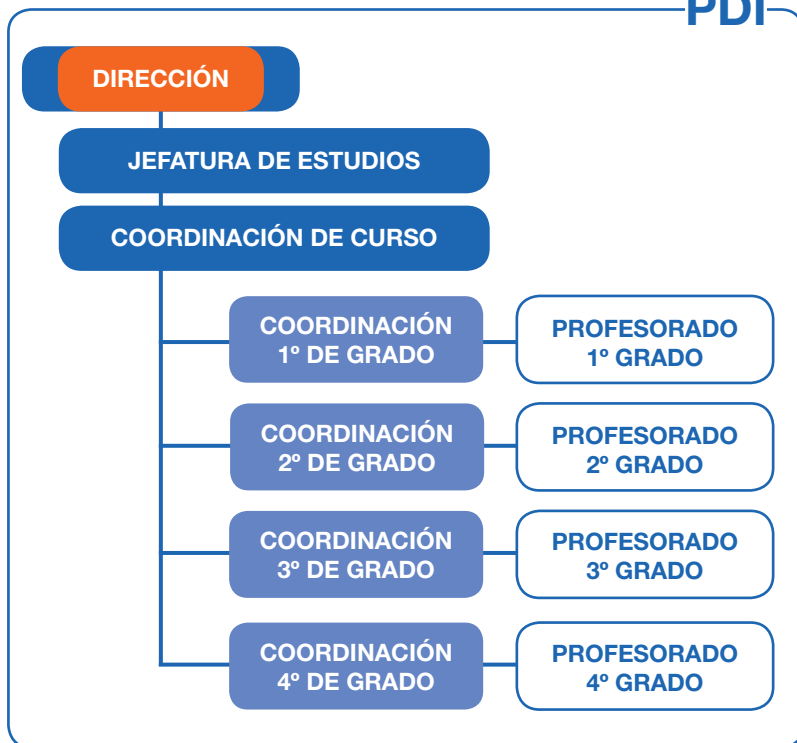 PDI
DIRECCIÓN
JEFATURA DE ESTUDIOS
COORDINACIÓN DE CURSO
COORDINACIÓN
1º DE GRADO
PROFESORADO
1º GRADO
COORDINACIÓN
2º DE GRADO
PROFESORADO
2º GRADO
COORDINACIÓN
3º DE GRADO
PROFESORADO
3º GRADO
COORDINACIÓN
4º DE GRADO
PROFESORADO
4º GRADO